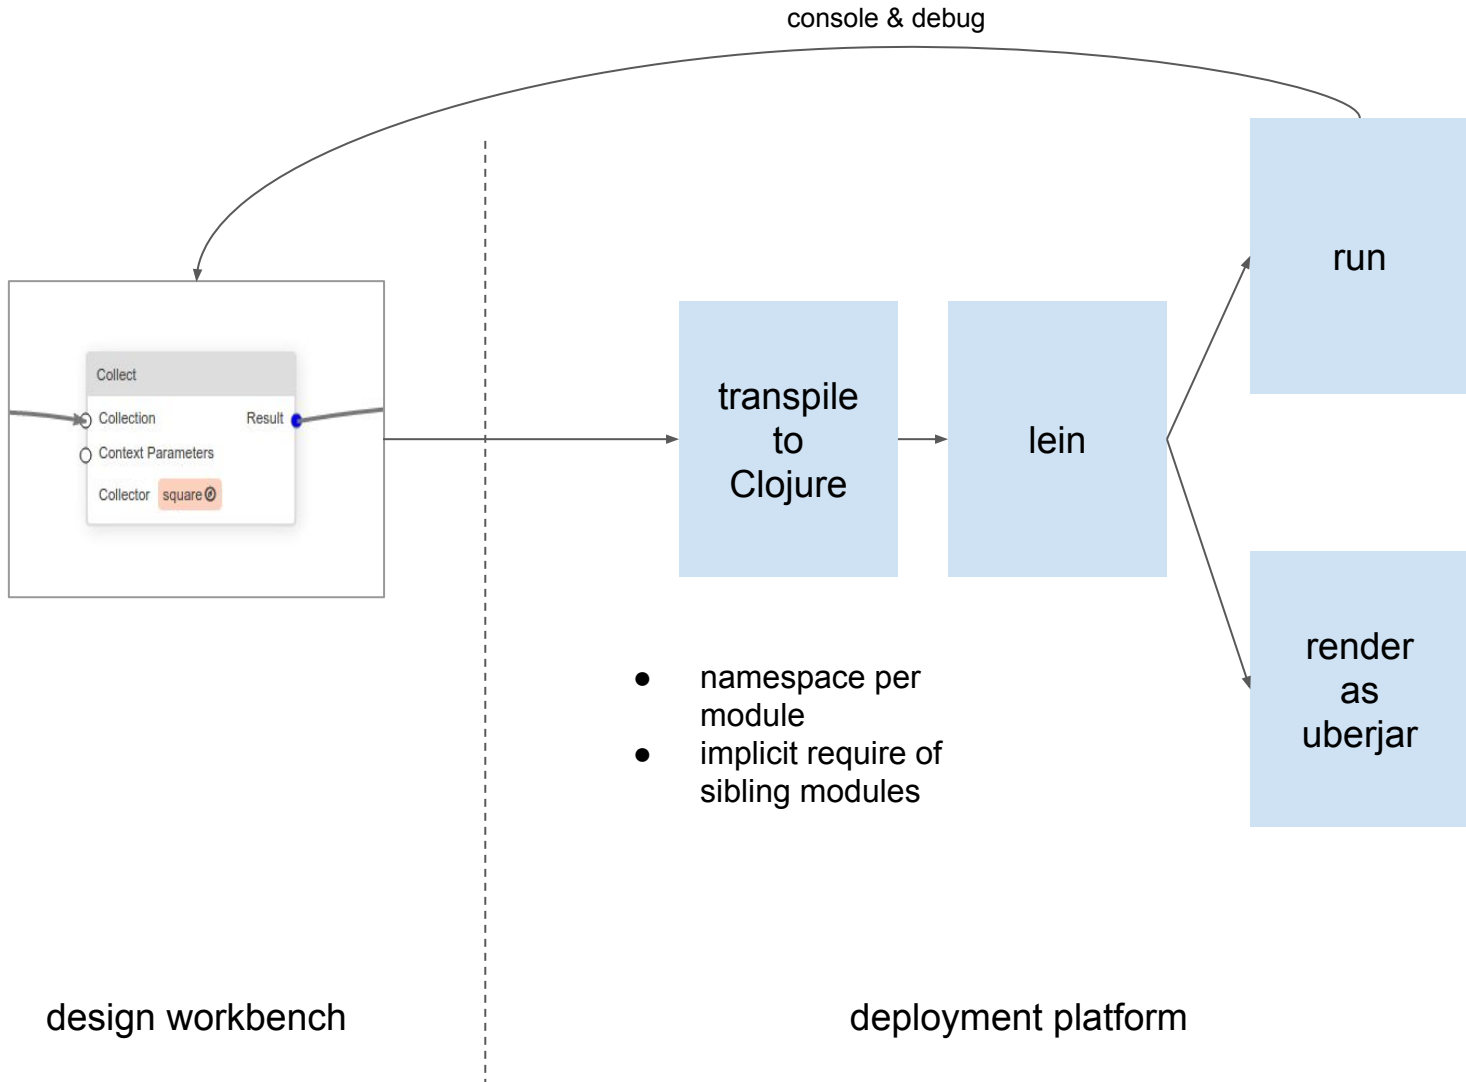 console & debug
run
Collect
Collection
Result
Context Parameters
Collector square
transpile
to
Clojure
lein
render
as
uberjar
● namespace per
module
● implicit require of
sibling modules
design workbench
deployment platform